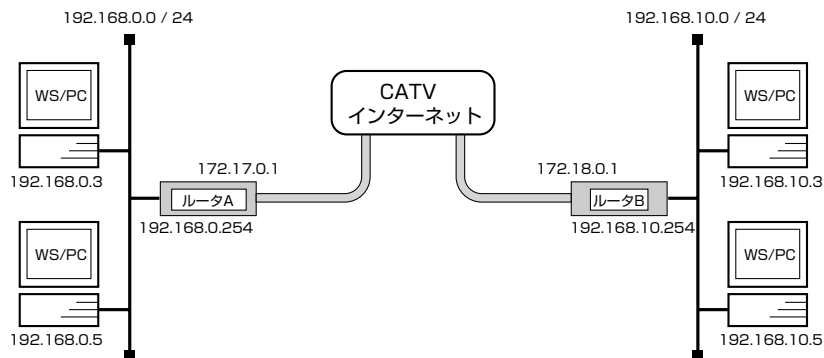 192.168.0.0 / 24
192.168.10.0 / 24
WS/PC
CATV
インターネット
WS/PC
192.168.0.3
172.17.0.1
172.18.0.1
192.168.10.3
ルータA
ルータB
192.168.0.254
192.168.10.254
WS/PC
WS/PC
192.168.0.5
192.168.10.5